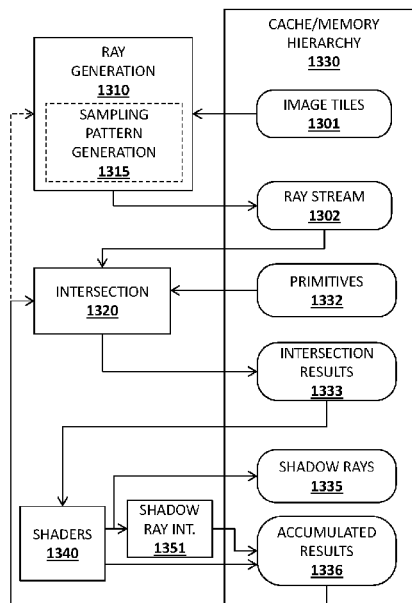 CACHE/MEMORY
HIERARCHY
1330
RAY
GENERATION
1310
SAMPLING
PATTERN
GENERATION
1315
IMAGE TILES
1301
RAY STREAM
1302
INTERSECTION
1320
PRIMITIVES
1332
INTERSECTION
RESULTS
1333
SHADOW RAYS
1335
SHADERS
1340
SHADOW
RAY INT.
1351
ACCUMULATED
RESULTS
1336